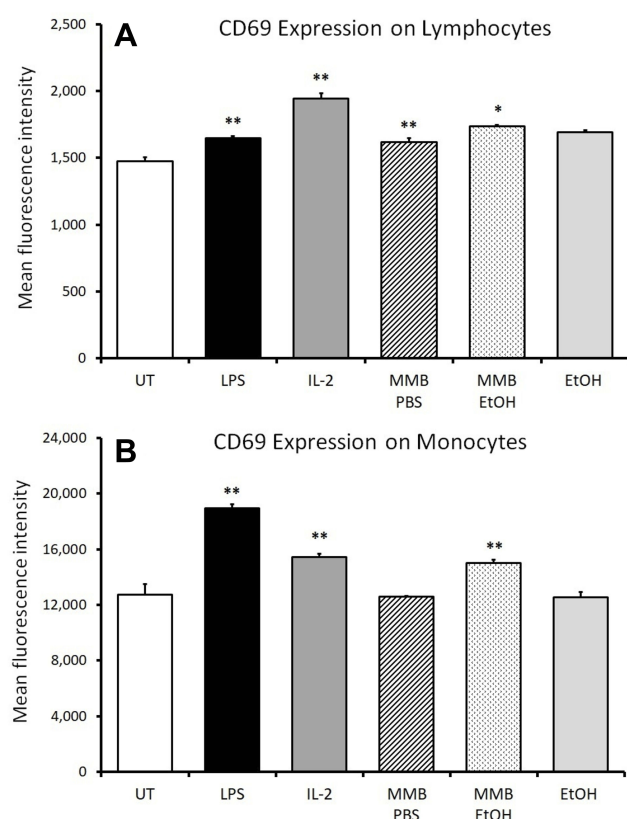 A
CD69 Expression on Lymphocytes
Mean fluorescence intensity
2,500
2,000
1,500
1,000
500
0
**
**
**
*
UT
LPS
IL-2
MMB
PBS
MMB
EtOH
EtOH
B
CD69 Expression on Monocytes
Mean fluorescence intensity
24,000
20,000
16,000
12,000
8,000
4,000
0
**
**
**
UT
LPS
IL-2
MMB
PBS
MMB
EtOH
EtOH